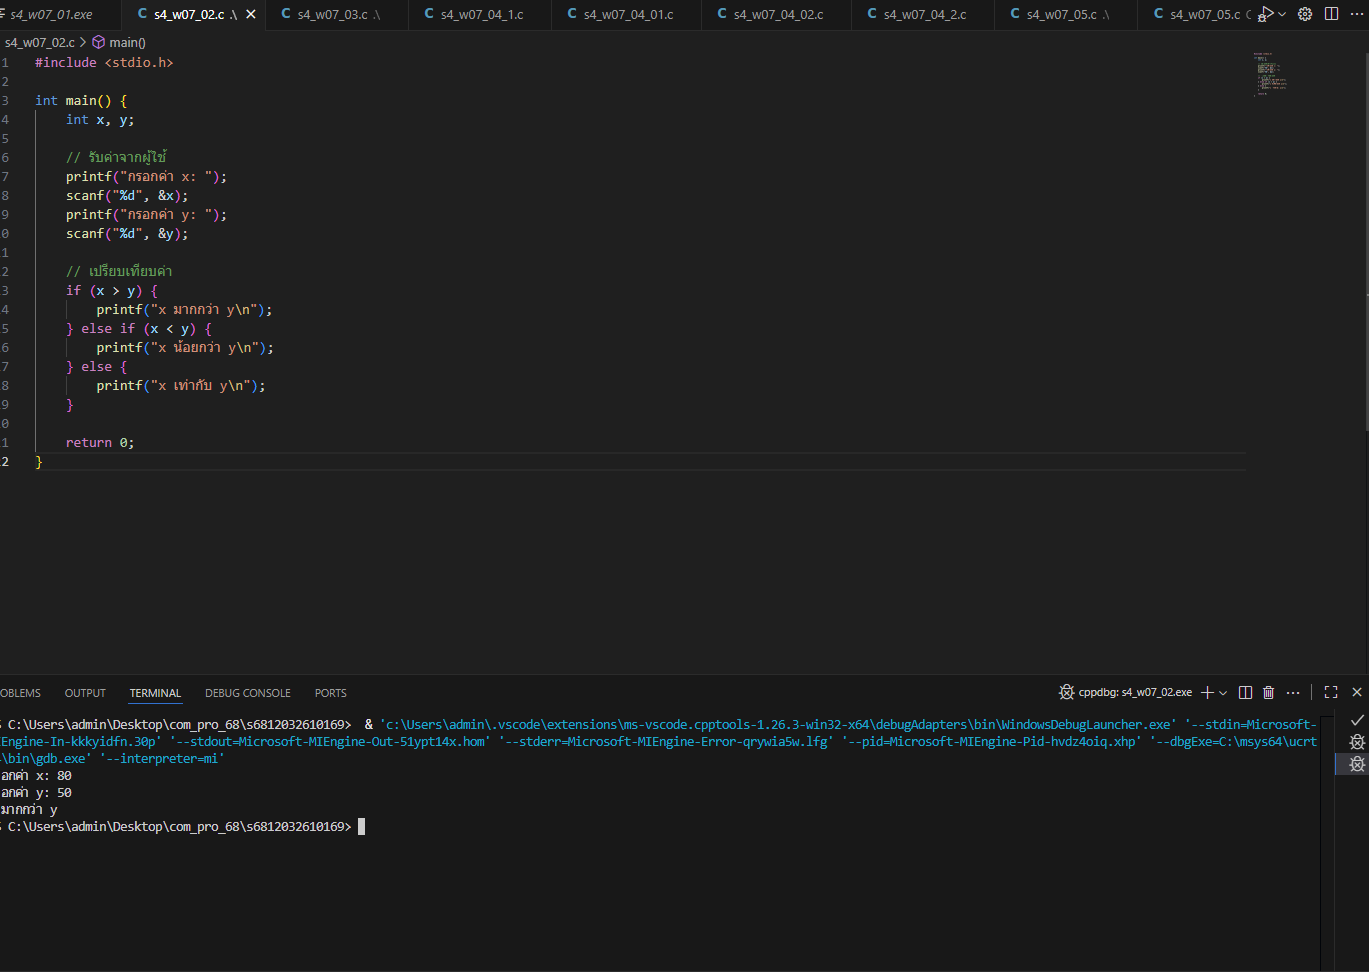 s4_w07_01.exe
C s4_w07_02.c .\
C s4_w07_03.c .\
C s4_w07_04_1.c
C s4_w07_04_01.c
C s4_w07_04_02.c
C s4_w07_04_2.c
C s4_w07_05.c .\
C s4_w07_05.c
s4_w07_02.c > main()
1 #include <stdio.h>
2
3 int main() {
4     int x, y;
5
6     // รับค่าจากผู้ใช้
7     printf("กรอกค่า x: ");
8     scanf("%d", &x);
9     printf("กรอกค่า y: ");
0     scanf("%d", &y);
1
2     // เปรียบเทียบค่า
3     if (x > y) {
4         printf("x มากกว่า y\n");
5     } else if (x < y) {
6         printf("x น้อยกว่า y\n");
7     } else {
8         printf("x เท่ากับ y\n");
9     }
0
1     return 0;
2 }
OBLEMS OUTPUT TERMINAL DEBUG CONSOLE PORTS
cppdbg: s4_w07_02.exe
C:\Users\admin\Desktop\com_pro_68\s6812032610169> & 'c:\Users\admin\.vscode\extensions\ms-vscode.cpptools-1.26.3-win32-x64\debugAdapters\bin\WindowsDebugLauncher.exe' '--stdin=Microsoft-
Engine-In-kkkyidfn.30p' '--stdout=Microsoft-MIEngine-Out-51ypt14x.hom' '--stderr=Microsoft-MIEngine-Error-qrywia5w.lfg' '--pid=Microsoft-MIEngine-Pid-hvdz4oiq.xhp' '--dbgExe=C:\msys64\ucrt
\bin\gdb.exe' '--interpreter=mi'
อกค่า x: 80
อกค่า y: 50
มากกว่า y
C:\Users\admin\Desktop\com_pro_68\s6812032610169>